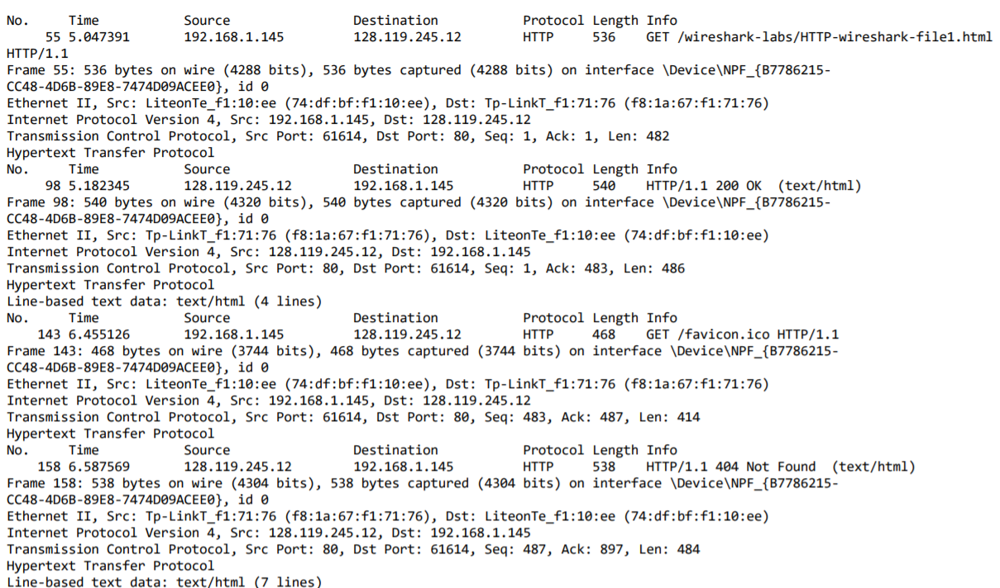 No.     Time           Source                Destination           Protocol Length Info
     55 5.047391       192.168.1.145         128.119.245.12        HTTP     536    GET /wireshark-labs/HTTP-wireshark-file1.html
HTTP/1.1
Frame 55: 536 bytes on wire (4288 bits), 536 bytes captured (4288 bits) on interface \Device\NPF_{B7786215-
CC48-4D6B-89E8-7474D09ACEE0}, id 0
Ethernet II, Src: LiteonTe_f1:10:ee (74:df:bf:f1:10:ee), Dst: Tp-LinkT_f1:71:76 (f8:1a:67:f1:71:76)
Internet Protocol Version 4, Src: 192.168.1.145, Dst: 128.119.245.12
Transmission Control Protocol, Src Port: 61614, Dst Port: 80, Seq: 1, Ack: 1, Len: 482
Hypertext Transfer Protocol
No.     Time           Source                Destination           Protocol Length Info
     98 5.182345       128.119.245.12        192.168.1.145         HTTP     540    HTTP/1.1 200 OK  (text/html)
Frame 98: 540 bytes on wire (4320 bits), 540 bytes captured (4320 bits) on interface \Device\NPF_{B7786215-
CC48-4D6B-89E8-7474D09ACEE0}, id 0
Ethernet II, Src: Tp-LinkT_f1:71:76 (f8:1a:67:f1:71:76), Dst: LiteonTe_f1:10:ee (74:df:bf:f1:10:ee)
Internet Protocol Version 4, Src: 128.119.245.12, Dst: 192.168.1.145
Transmission Control Protocol, Src Port: 80, Dst Port: 61614, Seq: 1, Ack: 483, Len: 486
Hypertext Transfer Protocol
Line-based text data: text/html (4 lines)
No.     Time           Source                Destination           Protocol Length Info
    143 6.455126       192.168.1.145         128.119.245.12        HTTP     468    GET /favicon.ico HTTP/1.1
Frame 143: 468 bytes on wire (3744 bits), 468 bytes captured (3744 bits) on interface \Device\NPF_{B7786215-
CC48-4D6B-89E8-7474D09ACEE0}, id 0
Ethernet II, Src: LiteonTe_f1:10:ee (74:df:bf:f1:10:ee), Dst: Tp-LinkT_f1:71:76 (f8:1a:67:f1:71:76)
Internet Protocol Version 4, Src: 192.168.1.145, Dst: 128.119.245.12
Transmission Control Protocol, Src Port: 61614, Dst Port: 80, Seq: 483, Ack: 487, Len: 414
Hypertext Transfer Protocol
No.     Time           Source                Destination           Protocol Length Info
    158 6.587569       128.119.245.12        192.168.1.145         HTTP     538    HTTP/1.1 404 Not Found  (text/html)
Frame 158: 538 bytes on wire (4304 bits), 538 bytes captured (4304 bits) on interface \Device\NPF_{B7786215-
CC48-4D6B-89E8-7474D09ACEE0}, id 0
Ethernet II, Src: Tp-LinkT_f1:71:76 (f8:1a:67:f1:71:76), Dst: LiteonTe_f1:10:ee (74:df:bf:f1:10:ee)
Internet Protocol Version 4, Src: 128.119.245.12, Dst: 192.168.1.145
Transmission Control Protocol, Src Port: 80, Dst Port: 61614, Seq: 487, Ack: 897, Len: 484
Hypertext Transfer Protocol
Line-based text data: text/html (7 lines)